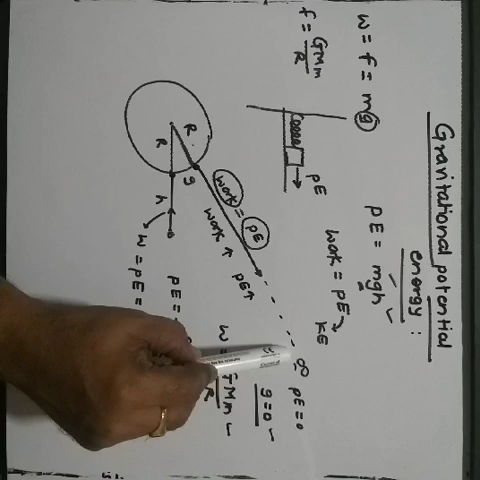 Gravitational potential
energy :
w = f = mg
f = GMm
R
PE = mgh
PE
work = PE
KE
work = PE
work ↑ PE↑
R
R
g
h
w = PE =
PE = -
∞ PE = 0
g = 0
w =
GMm
R